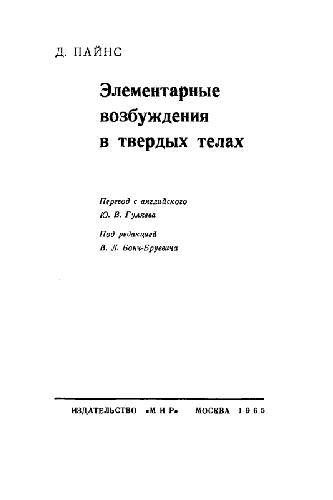 Д. ПАЙНС
Элементарные
возбуждения
в твердых телах
Перевод с английского
Ю. В. Гуляева
Под редакцией
В. Л. Бонч-Бруевича
ИЗДАТЕЛЬСТВО «МИР» МОСКВА 1965